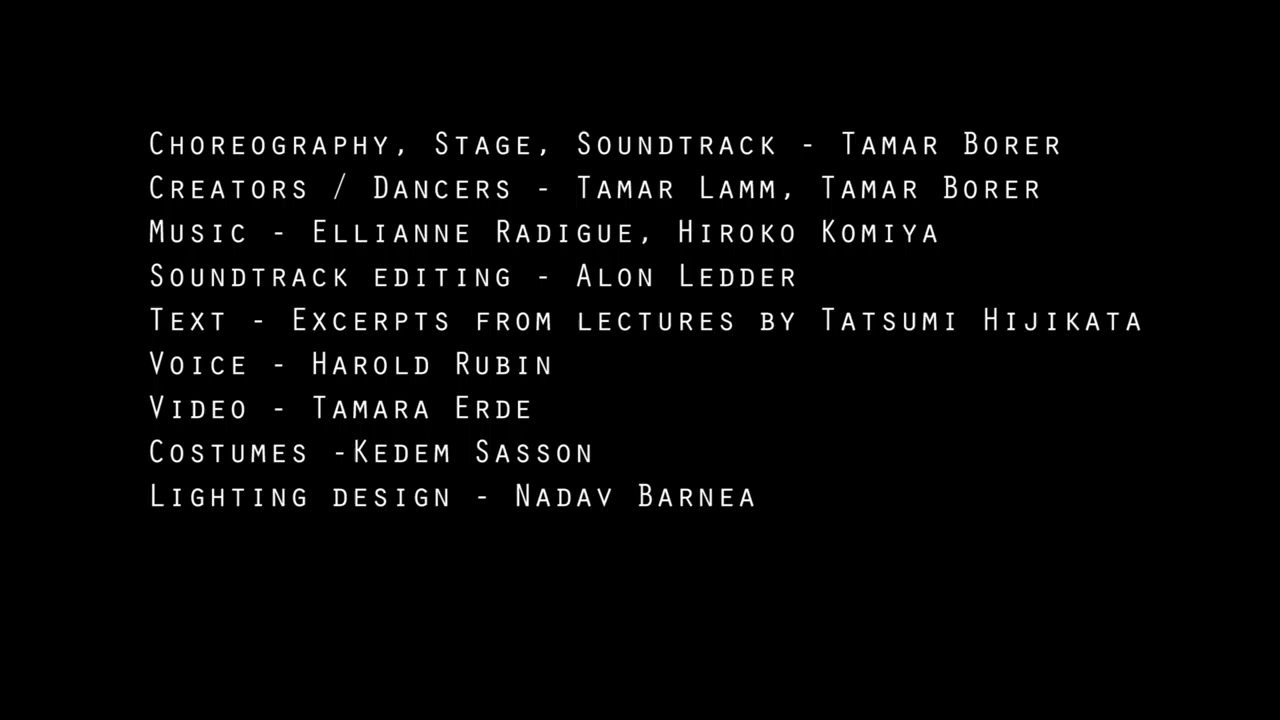 Choreography, Stage, Soundtrack - Tamar Borer
Creators / Dancers - Tamar Lamm, Tamar Borer
Music - Ellianne Radigue, Hiroko Komiya
Soundtrack editing - Alon Ledder
Text - Excerpts from lectures by Tatsumi Hijikata
Voice - Harold Rubin
Video - Tamara Erde
Costumes -Kedem Sasson
Lighting design - Nadav Barnea